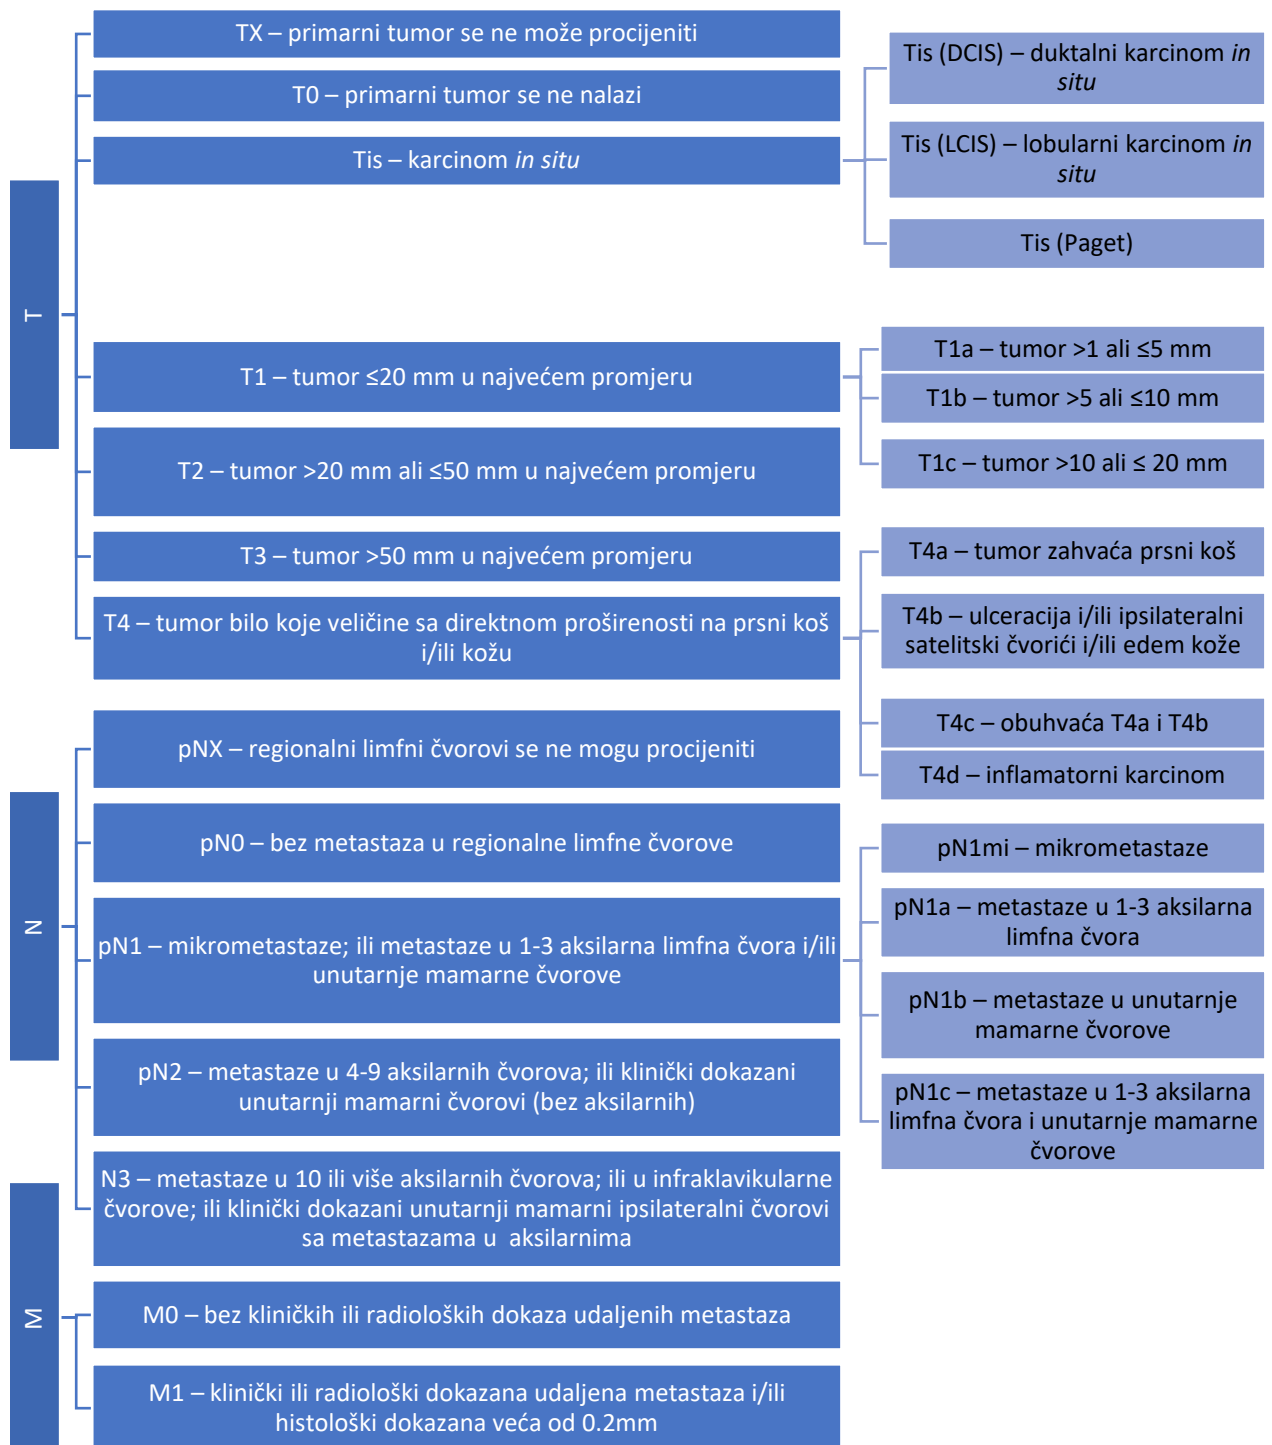 T
TX – primarni tumor se ne može procijeniti
T0 – primarni tumor se ne nalazi
Tis – karcinom in situ
Tis (DCIS) – duktalni karcinom in
situ
Tis (LCIS) – lobularni karcinom in
situ
Tis (Paget)
T1 – tumor ≤20 mm u najvećem promjeru
T1a – tumor >1 ali ≤5 mm
T1b – tumor >5 ali ≤10 mm
T1c – tumor >10 ali ≤ 20 mm
T2 – tumor >20 mm ali ≤50 mm u najvećem promjeru
T3 – tumor >50 mm u najvećem promjeru
T4 – tumor bilo koje veličine sa direktnom proširenosti na prsni koš
i/ili kožu
T4a – tumor zahvaća prsni koš
T4b – ulceracija i/ili ipsilateralni
satelitski čvorići i/ili edem kože
T4c – obuhvaća T4a i T4b
T4d – inflamatorni karcinom
N
pNX – regionalni limfni čvorovi se ne mogu procijeniti
pN0 – bez metastaza u regionalne limfne čvorove
pN1 – mikrometastaze; ili metastaze u 1-3 aksilarna limfna čvora i/ili
unutarnje mamarne čvorove
pN1mi – mikrometastaze
pN1a – metastaze u 1-3 aksilarna
limfna čvora
pN1b – metastaze u unutarnje
mamarne čvorove
pN1c – metastaze u 1-3 aksilarna
limfna čvora i unutarnje mamarne
čvorove
pN2 – metastaze u 4-9 aksilarnih čvorova; ili klinički dokazani
unutarnji mamarni čvorovi (bez aksilarnih)
N3 – metastaze u 10 ili više aksilarnih čvorova; ili u infraklavikularne
čvorove; ili klinički dokazani unutarnji mamarni ipsilateralni čvorovi
sa metastazama u aksilarnima
M
M0 – bez kliničkih ili radioloških dokaza udaljenih metastaza
M1 – klinički ili radiološki dokazana udaljena metastaza i/ili
histološki dokazana veća od 0.2mm